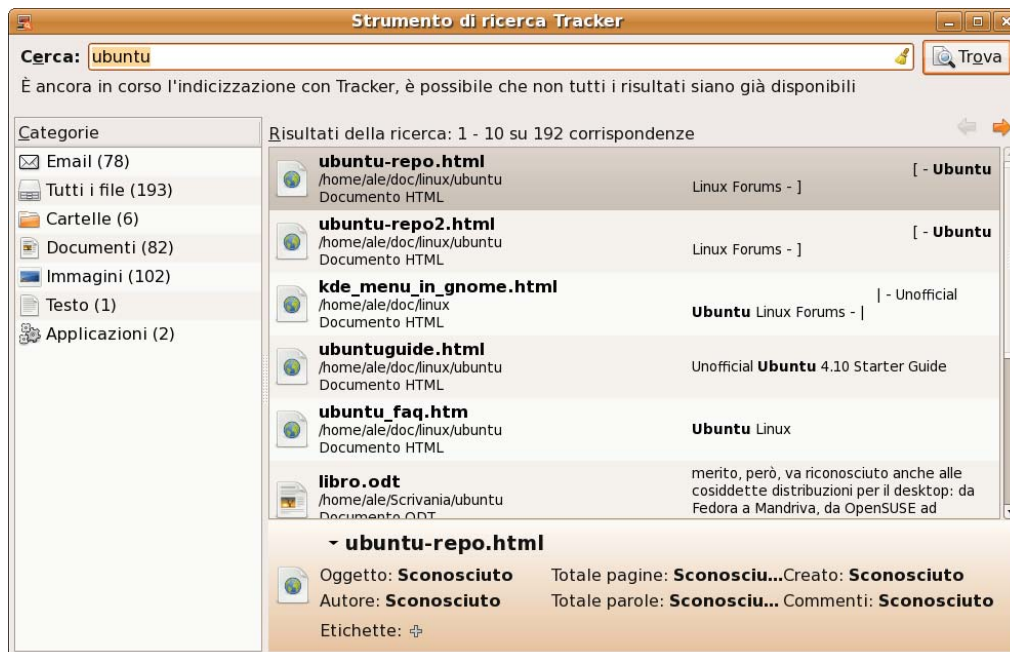 Strumento di ricerca Tracker
Cerca: ubuntu
Trova
È ancora in corso l'indicizzazione con Tracker, è possibile che non tutti i risultati siano già disponibili
Categorie
Email (78)
Tutti i file (193)
Cartelle (6)
Documenti (82)
Immagini (102)
Testo (1)
Applicazioni (2)
Risultati della ricerca: 1 - 10 su 192 corrispondenze
ubuntu-repo.html
/home/ale/doc/linux/ubuntu
Documento HTML
[ - Ubuntu
Linux Forums - ]
ubuntu-repo2.html
/home/ale/doc/linux/ubuntu
Documento HTML
[ - Ubuntu
Linux Forums - ]
kde_menu_in_gnome.html
/home/ale/doc/linux
Documento HTML
| - Unofficial
Ubuntu Linux Forums - |
ubuntuguide.html
/home/ale/doc/linux/ubuntu
Documento HTML
Unofficial Ubuntu 4.10 Starter Guide
ubuntu_faq.htm
/home/ale/doc/linux/ubuntu
Documento HTML
Ubuntu Linux
libro.odt
/home/ale/Scrivania/ubuntu
Documento ODT
merito, però, va riconosciuto anche alle
cosiddette distribuzioni per il desktop: da
Fedora a Mandriva, da OpenSUSE ad
ubuntu-repo.html
Oggetto: Sconosciuto Totale pagine: Sconosciu... Creato: Sconosciuto
Autore: Sconosciuto Totale parole: Sconosciu... Commenti: Sconosciuto
Etichette: